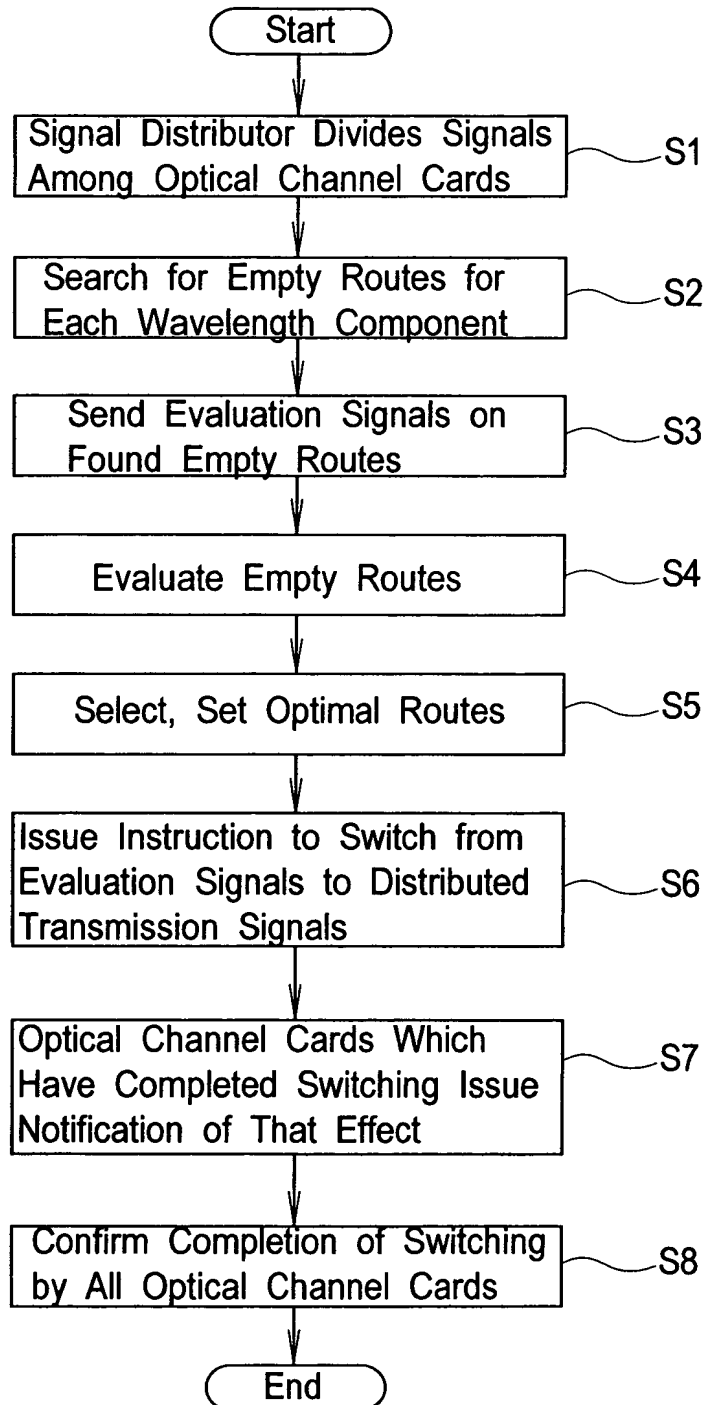 Start
Signal Distributor Divides Signals
Among Optical Channel Cards
S1
Search for Empty Routes for
Each Wavelength Component
S2
Send Evaluation Signals on
Found Empty Routes
S3
Evaluate Empty Routes
S4
Select, Set Optimal Routes
S5
Issue Instruction to Switch from
Evaluation Signals to Distributed
Transmission Signals
S6
Optical Channel Cards Which
Have Completed Switching Issue
Notification of That Effect
S7
Confirm Completion of Switching
by All Optical Channel Cards
S8
End